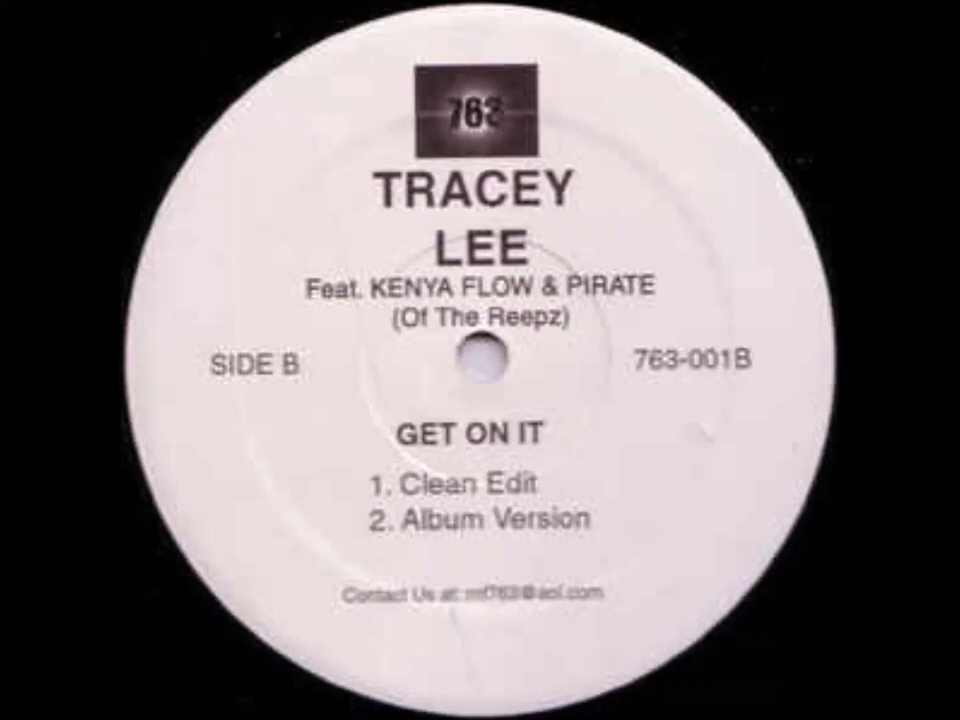 763
TRACEY
LEE
Feat. KENYA FLOW & PIRATE
(Of The Reepz)
SIDE B
763-001B
GET ON IT
1. Clean Edit
2. Album Version
Contact Us at: